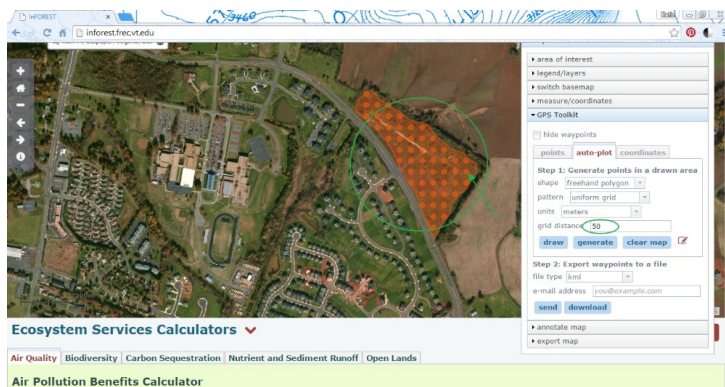 InFOREST
inforest.frec.vt.edu
area of interest
legend/layers
switch basemap
measure/coordinates
GPS Toolkit
hide waypoints
points auto-plot coordinates
Step 1: Generate points in a drawn area
shape freehand polygon
pattern uniform grid
units meters
grid distance 50
draw generate clear map
Step 2: Export waypoints to a file
file type kml
e-mail address you@example.com
send download
annotate map
export map
Ecosystem Services Calculators
Air Quality Biodiversity Carbon Sequestration Nutrient and Sediment Runoff Open Lands
Air Pollution Benefits Calculator